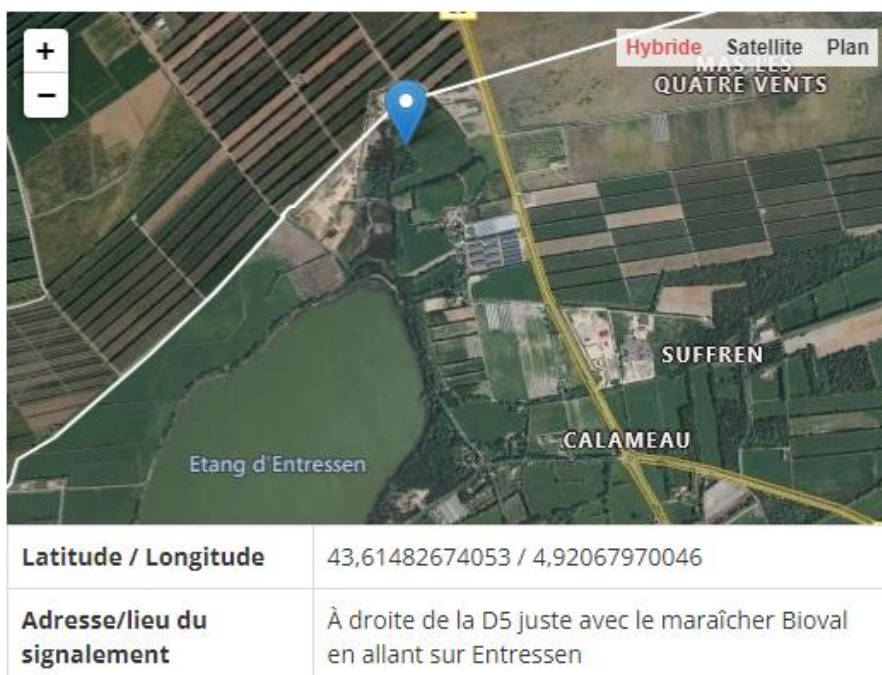 +
−
Hybride Satellite Plan
MAS LES
QUATRE VENTS
SUFFREN
CALAMEAU
Etang d'Entressen
Latitude / Longitude 43,61482674053 / 4,92067970046
Adresse/lieu du À droite de la D5 juste avec le maraîcher Bioval
signalement en allant sur Entressen